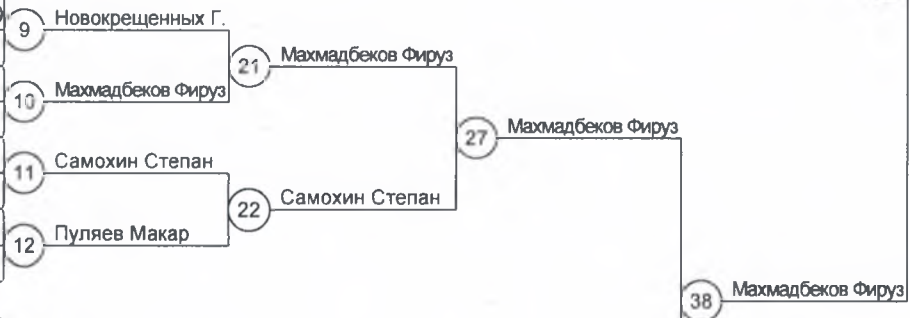 9 Новокрещенных Г.
21 Махмадбеков Фируз
10 Махмадбеков Фируз
27 Махмадбеков Фируз
11 Самохин Степан
22 Самохин Степан
12 Пуляев Макар
38 Махмадбеков Фируз